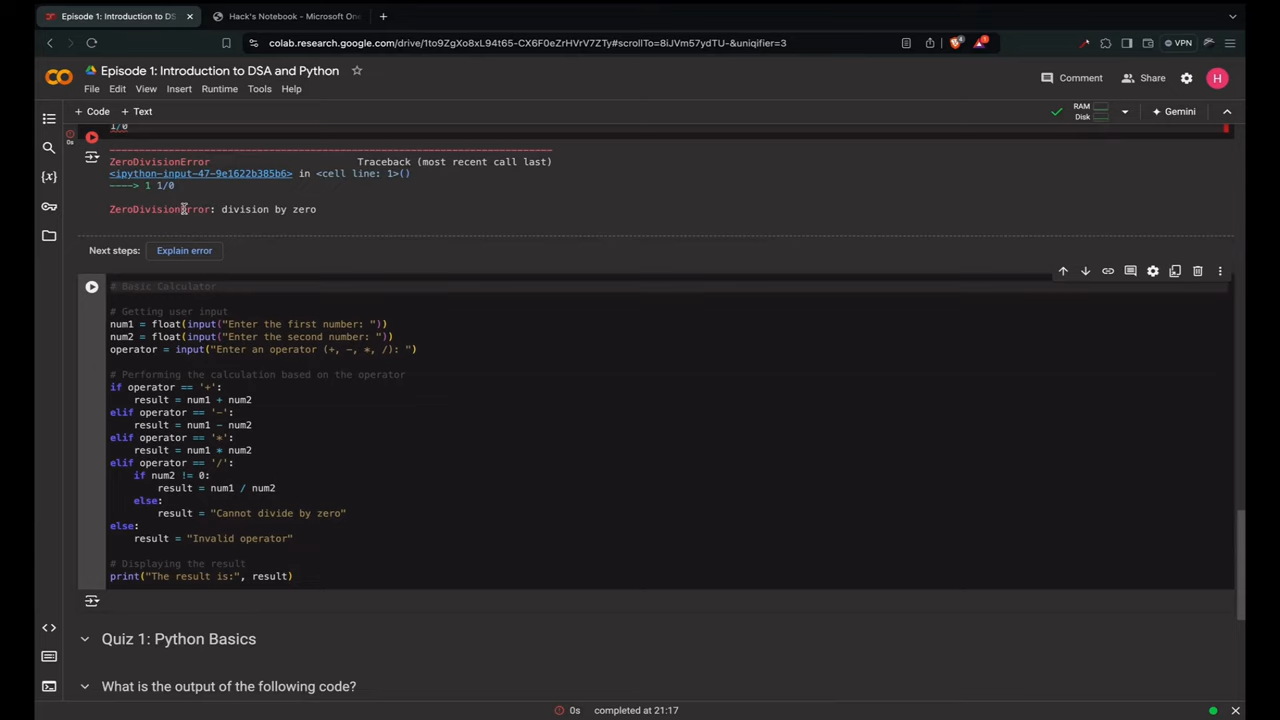 Episode 1: Introduction to DS
Hack's Notebook - Microsoft One
colab.research.google.com/drive/1to9ZgXo8xL94t65-CX6F0eZrHVrV7ZTy#scrollTo=8iJVm57ydTU-&uniqifier=3
VPN
Episode 1: Introduction to DSA and Python
Comment
Share
H
File Edit View Insert Runtime Tools Help
+ Code + Text
RAM
Disk
Gemini
1/0
0s
ZeroDivisionError Traceback (most recent call last)
<ipython-input-47-9e1622b385b6> in <cell line: 1>()
----> 1 1/0
ZeroDivisionError: division by zero
Next steps: Explain error
# Basic Calculator
# Getting user input
num1 = float(input("Enter the first number: "))
num2 = float(input("Enter the second number: "))
operator = input("Enter an operator (+, -, *, /): ")
# Performing the calculation based on the operator
if operator == '+':
result = num1 + num2
elif operator == '-':
result = num1 - num2
elif operator == '*':
result = num1 * num2
elif operator == '/':
if num2 != 0:
result = num1 / num2
else:
result = "Cannot divide by zero"
else:
result = "Invalid operator"
# Displaying the result
print("The result is:", result)
Quiz 1: Python Basics
What is the output of the following code?
0s completed at 21:17